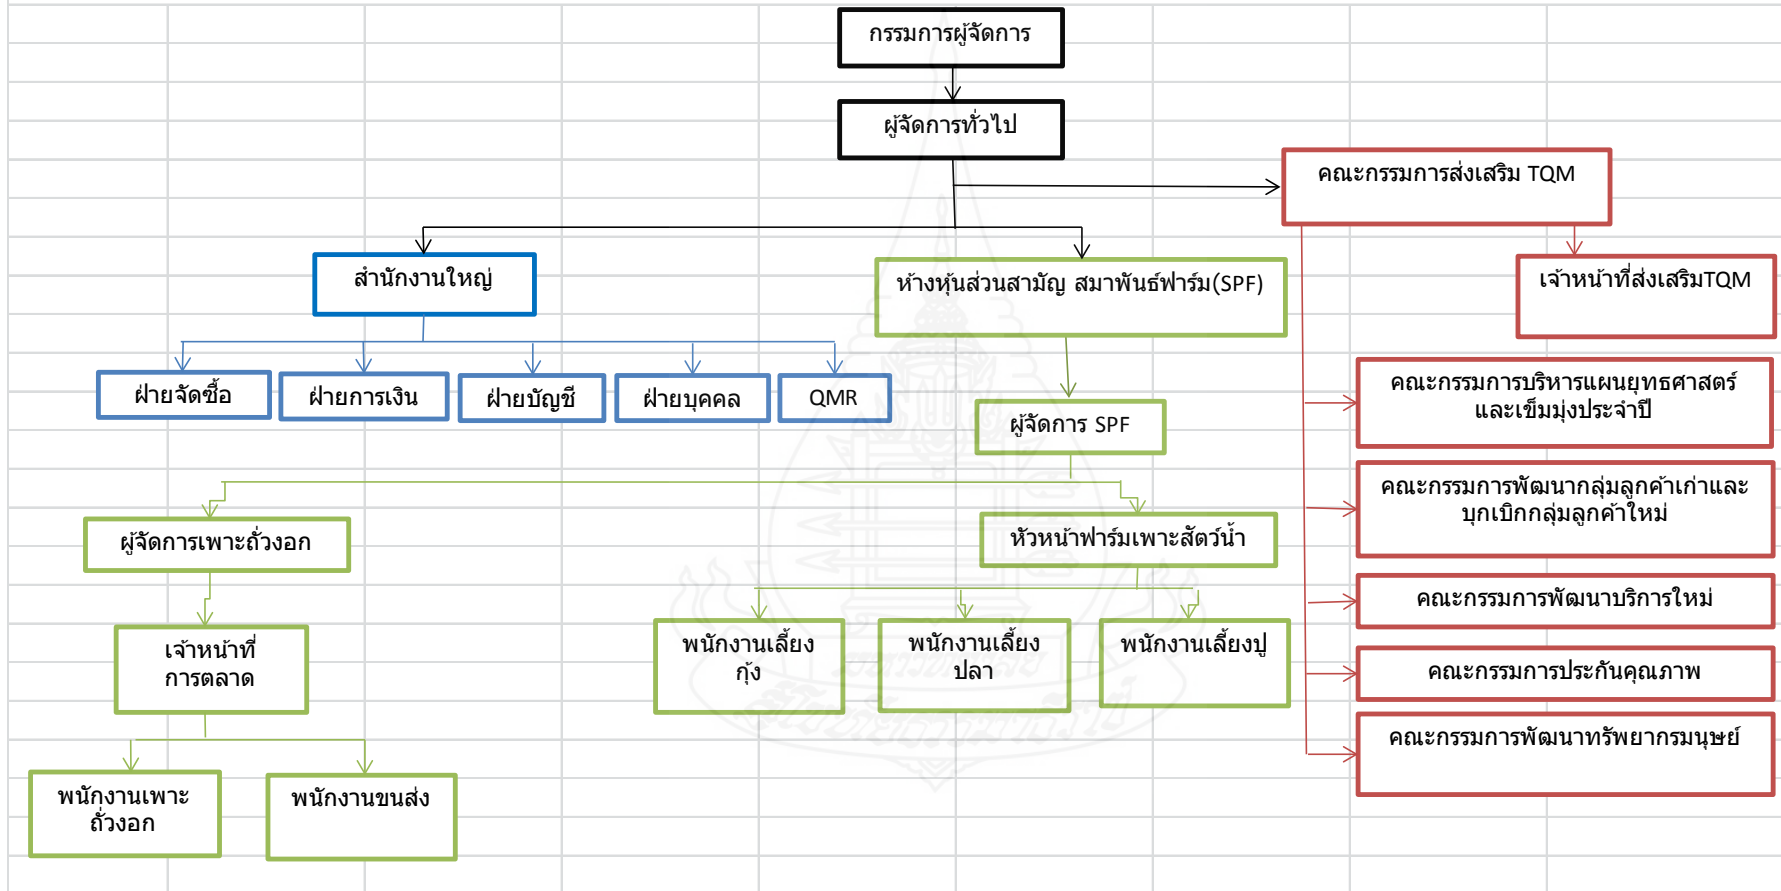 กรรมการผู้จัดการ
ผู้จัดการทั่วไป
คณะกรรมการส่งเสริม TQM
สำนักงานใหญ่
ห้างหุ้นส่วนสามัญ สมาพันธ์ฟาร์ม(SPF)
เจ้าหน้าที่ส่งเสริมTQM
ฝ่ายจัดซื้อ
ฝ่ายการเงิน
ฝ่ายบัญชี
ฝ่ายบุคคล
QMR
คณะกรรมการบริหารแผนยุทธศาสตร์
และเข็มมุ่งประจำปี
ผู้จัดการ SPF
คณะกรรมการพัฒนากลุ่มลูกค้าเก่าและ
บุกเบิกกลุ่มลูกค้าใหม่
ผู้จัดการเพาะถั่วงอก
หัวหน้าฟาร์มเพาะสัตว์น้ำ
คณะกรรมการพัฒนาบริการใหม่
เจ้าหน้าที่
การตลาด
พนักงานเลี้ยง
กุ้ง
พนักงานเลี้ยง
ปลา
พนักงานเลี้ยงปู
คณะกรรมการประกันคุณภาพ
คณะกรรมการพัฒนาทรัพยากรมนุษย์
พนักงานเพาะ
ถั่วงอก
พนักงานขนส่ง